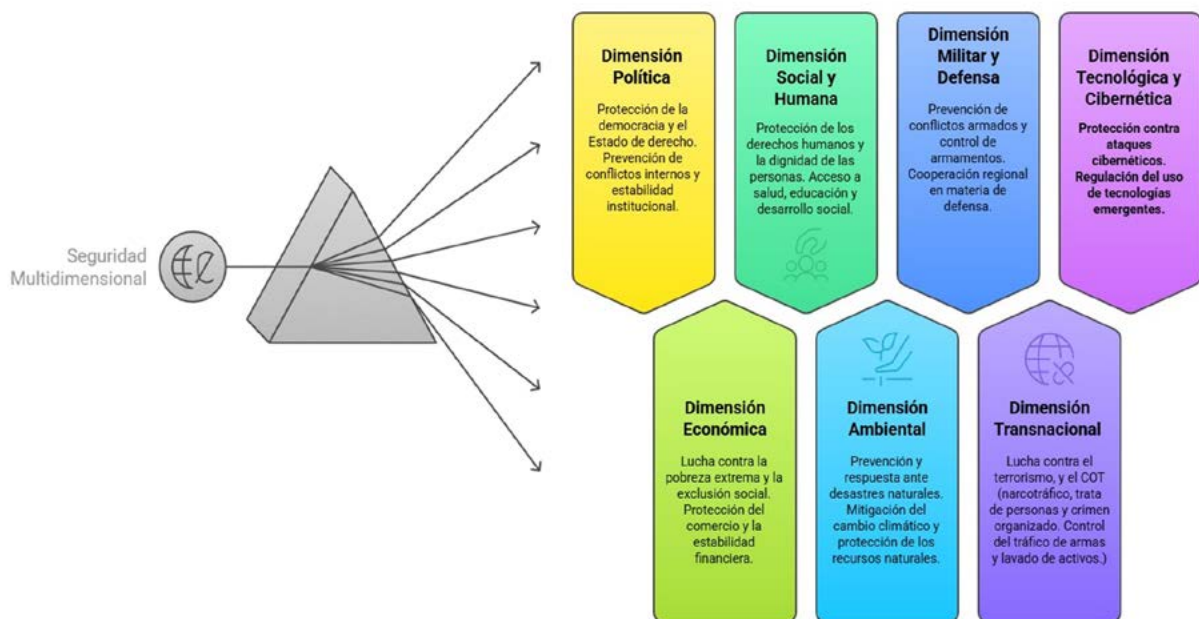 Seguridad
Multidimensional
Dimensión
Política
Protección de la
democracia y el
Estado de derecho.
Prevención de
conflictos internos y
estabilidad
institucional.
Dimensión
Social y
Humana
Protección de los
derechos humanos y
la dignidad de las
personas. Acceso a
salud, educación y
desarrollo social.
Dimensión
Militar y
Defensa
Prevención de
conflictos armados y
control de
armamentos.
Cooperación regional
en materia de
defensa.
Dimensión
Tecnológica y
Cibernética
Protección contra
ataques
cibernéticos.
Regulación del uso
de tecnologías
emergentes.
Dimensión
Económica
Lucha contra la
pobreza extrema y la
exclusión social.
Protección del
comercio y la
estabilidad
financiera.
Dimensión
Ambiental
Prevención y
respuesta ante
desastres naturales.
Mitigación del
cambio climático y
protección de los
recursos naturales.
Dimensión
Transnacional
Lucha contra el
terrorismo, y el COT
(narcotráfico, trata
de personas y crimen
organizado. Control
del tráfico de armas
y lavado de activos.)